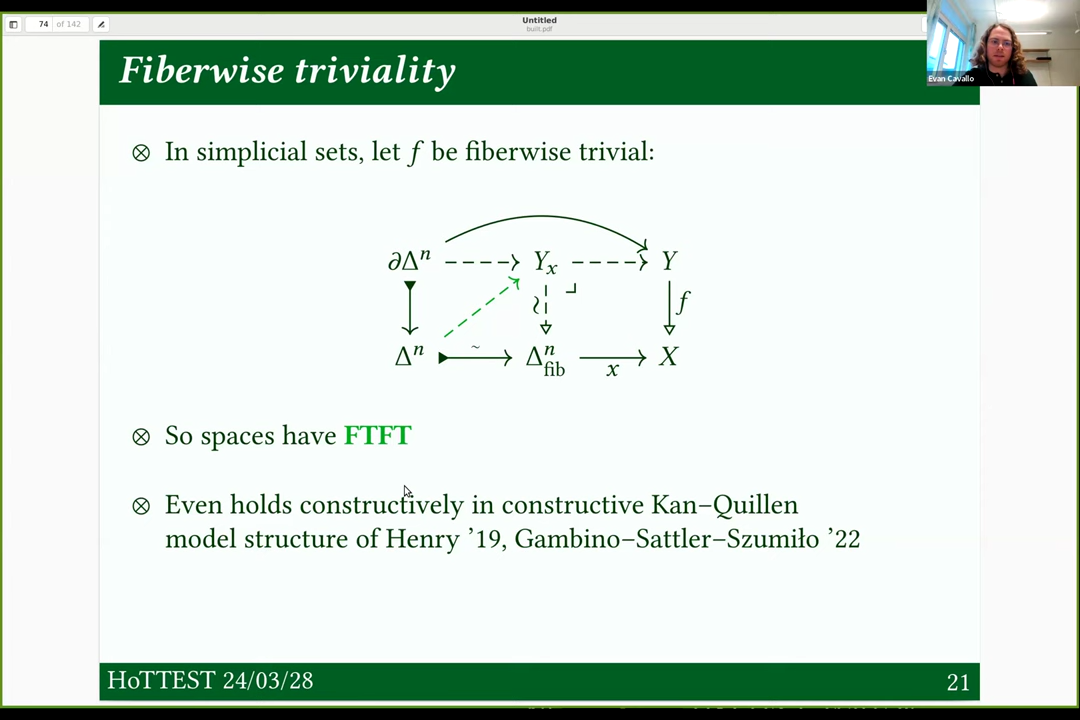 74 of 142
Untitled
built.pdf
Evan Cavallo
Fiberwise triviality
⊗ In simplicial sets, let f be fiberwise trivial:
∂Δⁿ Yₓ Y
~ f
Δⁿ ~ Δⁿ_fib x X
⊗ So spaces have FTFT
⊗ Even holds constructively in constructive Kan–Quillen
model structure of Henry ’19, Gambino–Sattler–Szumiło ’22
HoTTEST 24/03/28 21